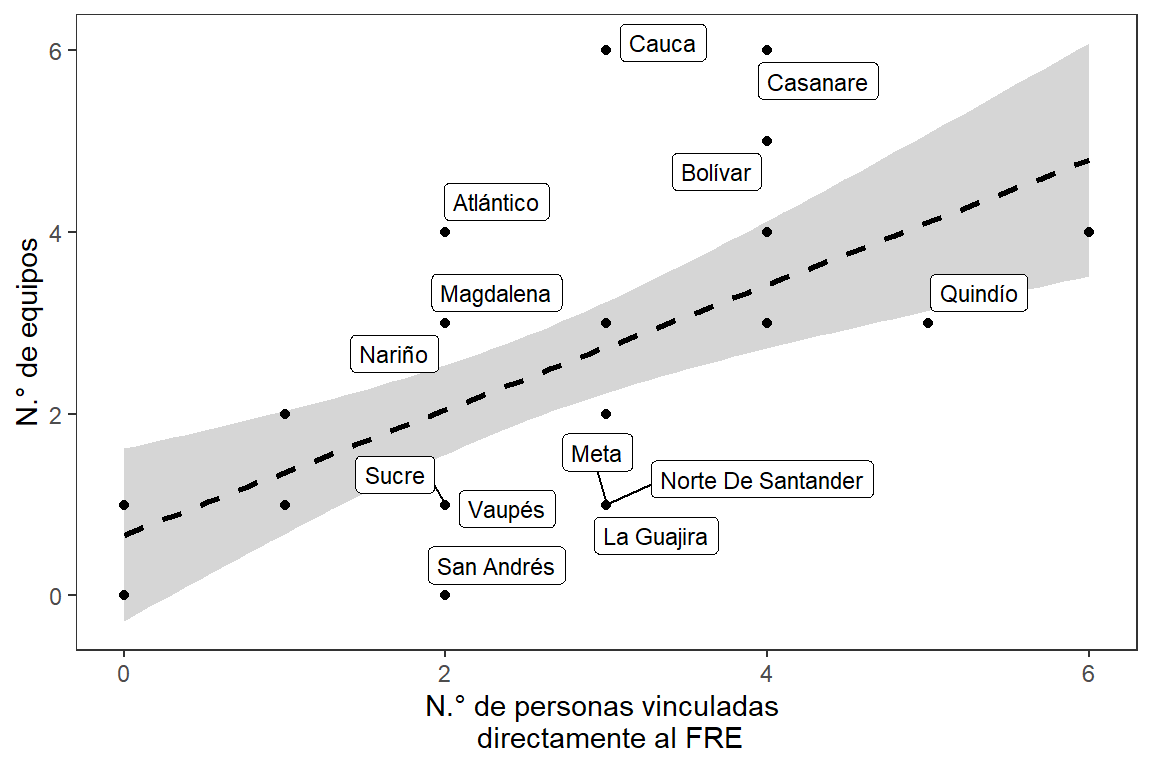 6
Cauca
Casanare
Bolívar
Atlántico
4
Magdalena
Quindío
Nariño
N.° de equipos
2
Meta
Sucre
Norte De Santander
Vaupés
La Guajira
San Andrés
0
0
2
4
6
N.° de personas vinculadas
directamente al FRE